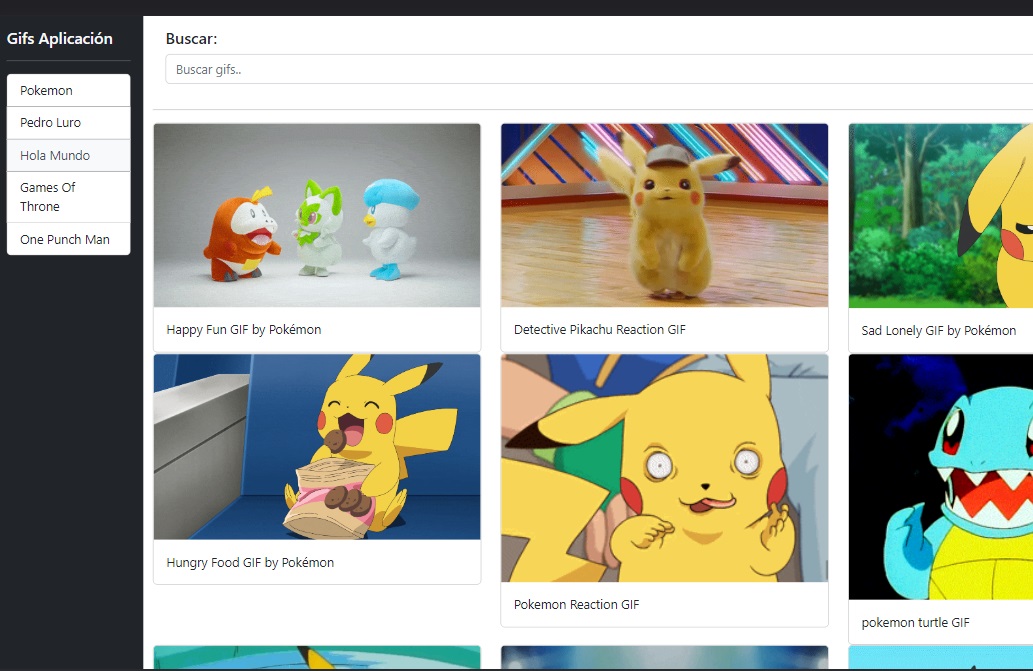 Gifs Aplicación
Pokemon
Pedro Luro
Hola Mundo
Games Of
Throne
One Punch Man
Buscar:
Buscar gifs..
Happy Fun GIF by Pokémon
Detective Pikachu Reaction GIF
Sad Lonely GIF by Pokémon
Hungry Food GIF by Pokémon
Pokemon Reaction GIF
pokemon turtle GIF